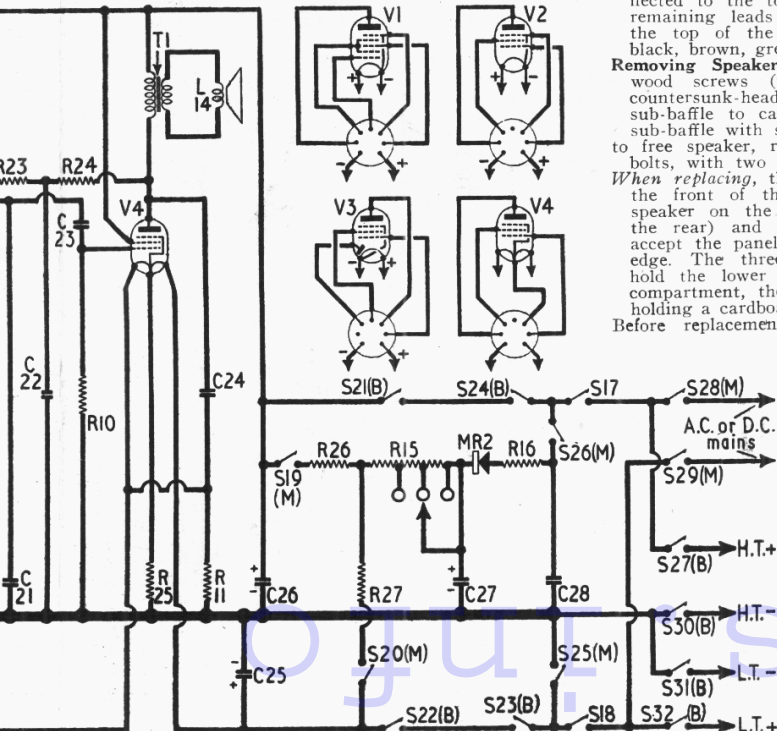 V1
V2
T1
L
14
R23
R24
C
23
V4
V3
V4
C
22
R10
C24
S21(B)
S24(B)
S17
S28(M)
A.C. or D.C.
mains
R26
R15
MR2
R16
S26(M)
S19
(M)
S29(M)
H.T.+
S27(B)
C
21
R
25
R
11
+
-
C26
R27
+
-
C27
C28
H.T.-
S30(B)
-
+
C25
S20(M)
S25(M)
L.T.-
S31(B)
S22(B)
S23(B)
S18
S32 (B)
L.T.+
nected to the to
remaining leads
the top of the
black, brown, gre
Removing Speaker
wood screws (
countersunk-head
sub-baffle to ca
sub-baffle with s
to free speaker, r
bolts, with two
When replacing, th
the front of th
speaker on the
the rear) and
accept the panel
edge. The three
hold the lower
compartment, the
holding a cardboa
Before replacemen